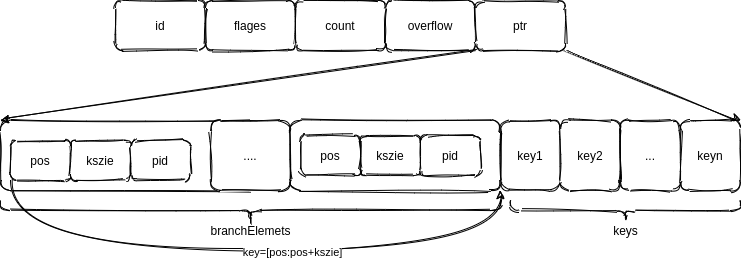 id flages count overflow ptr
pos kszie pid .... pos kszie pid key1 key2 ... keyn
branchElemets keys
key=[pos:pos+kszie]